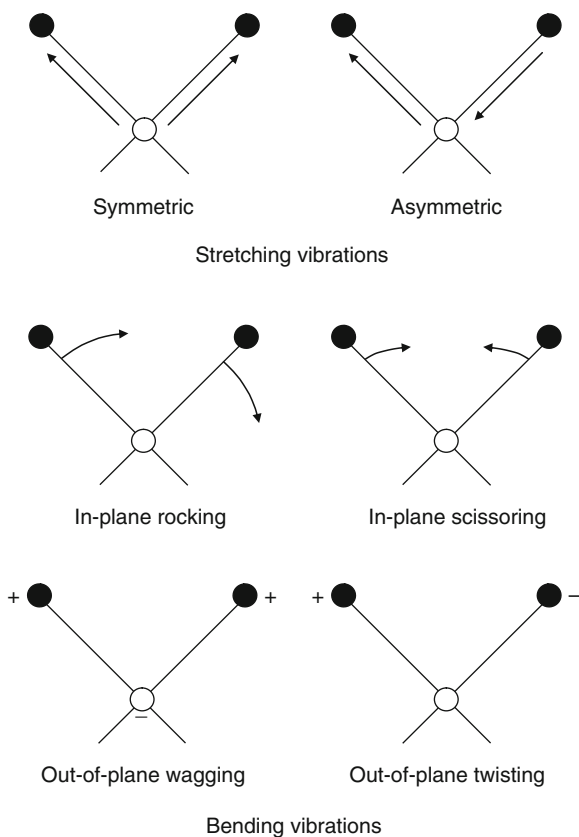 Symmetric Asymmetric
Stretching vibrations
In-plane rocking In-plane scissoring
+ + + −
−
Out-of-plane wagging Out-of-plane twisting
Bending vibrations